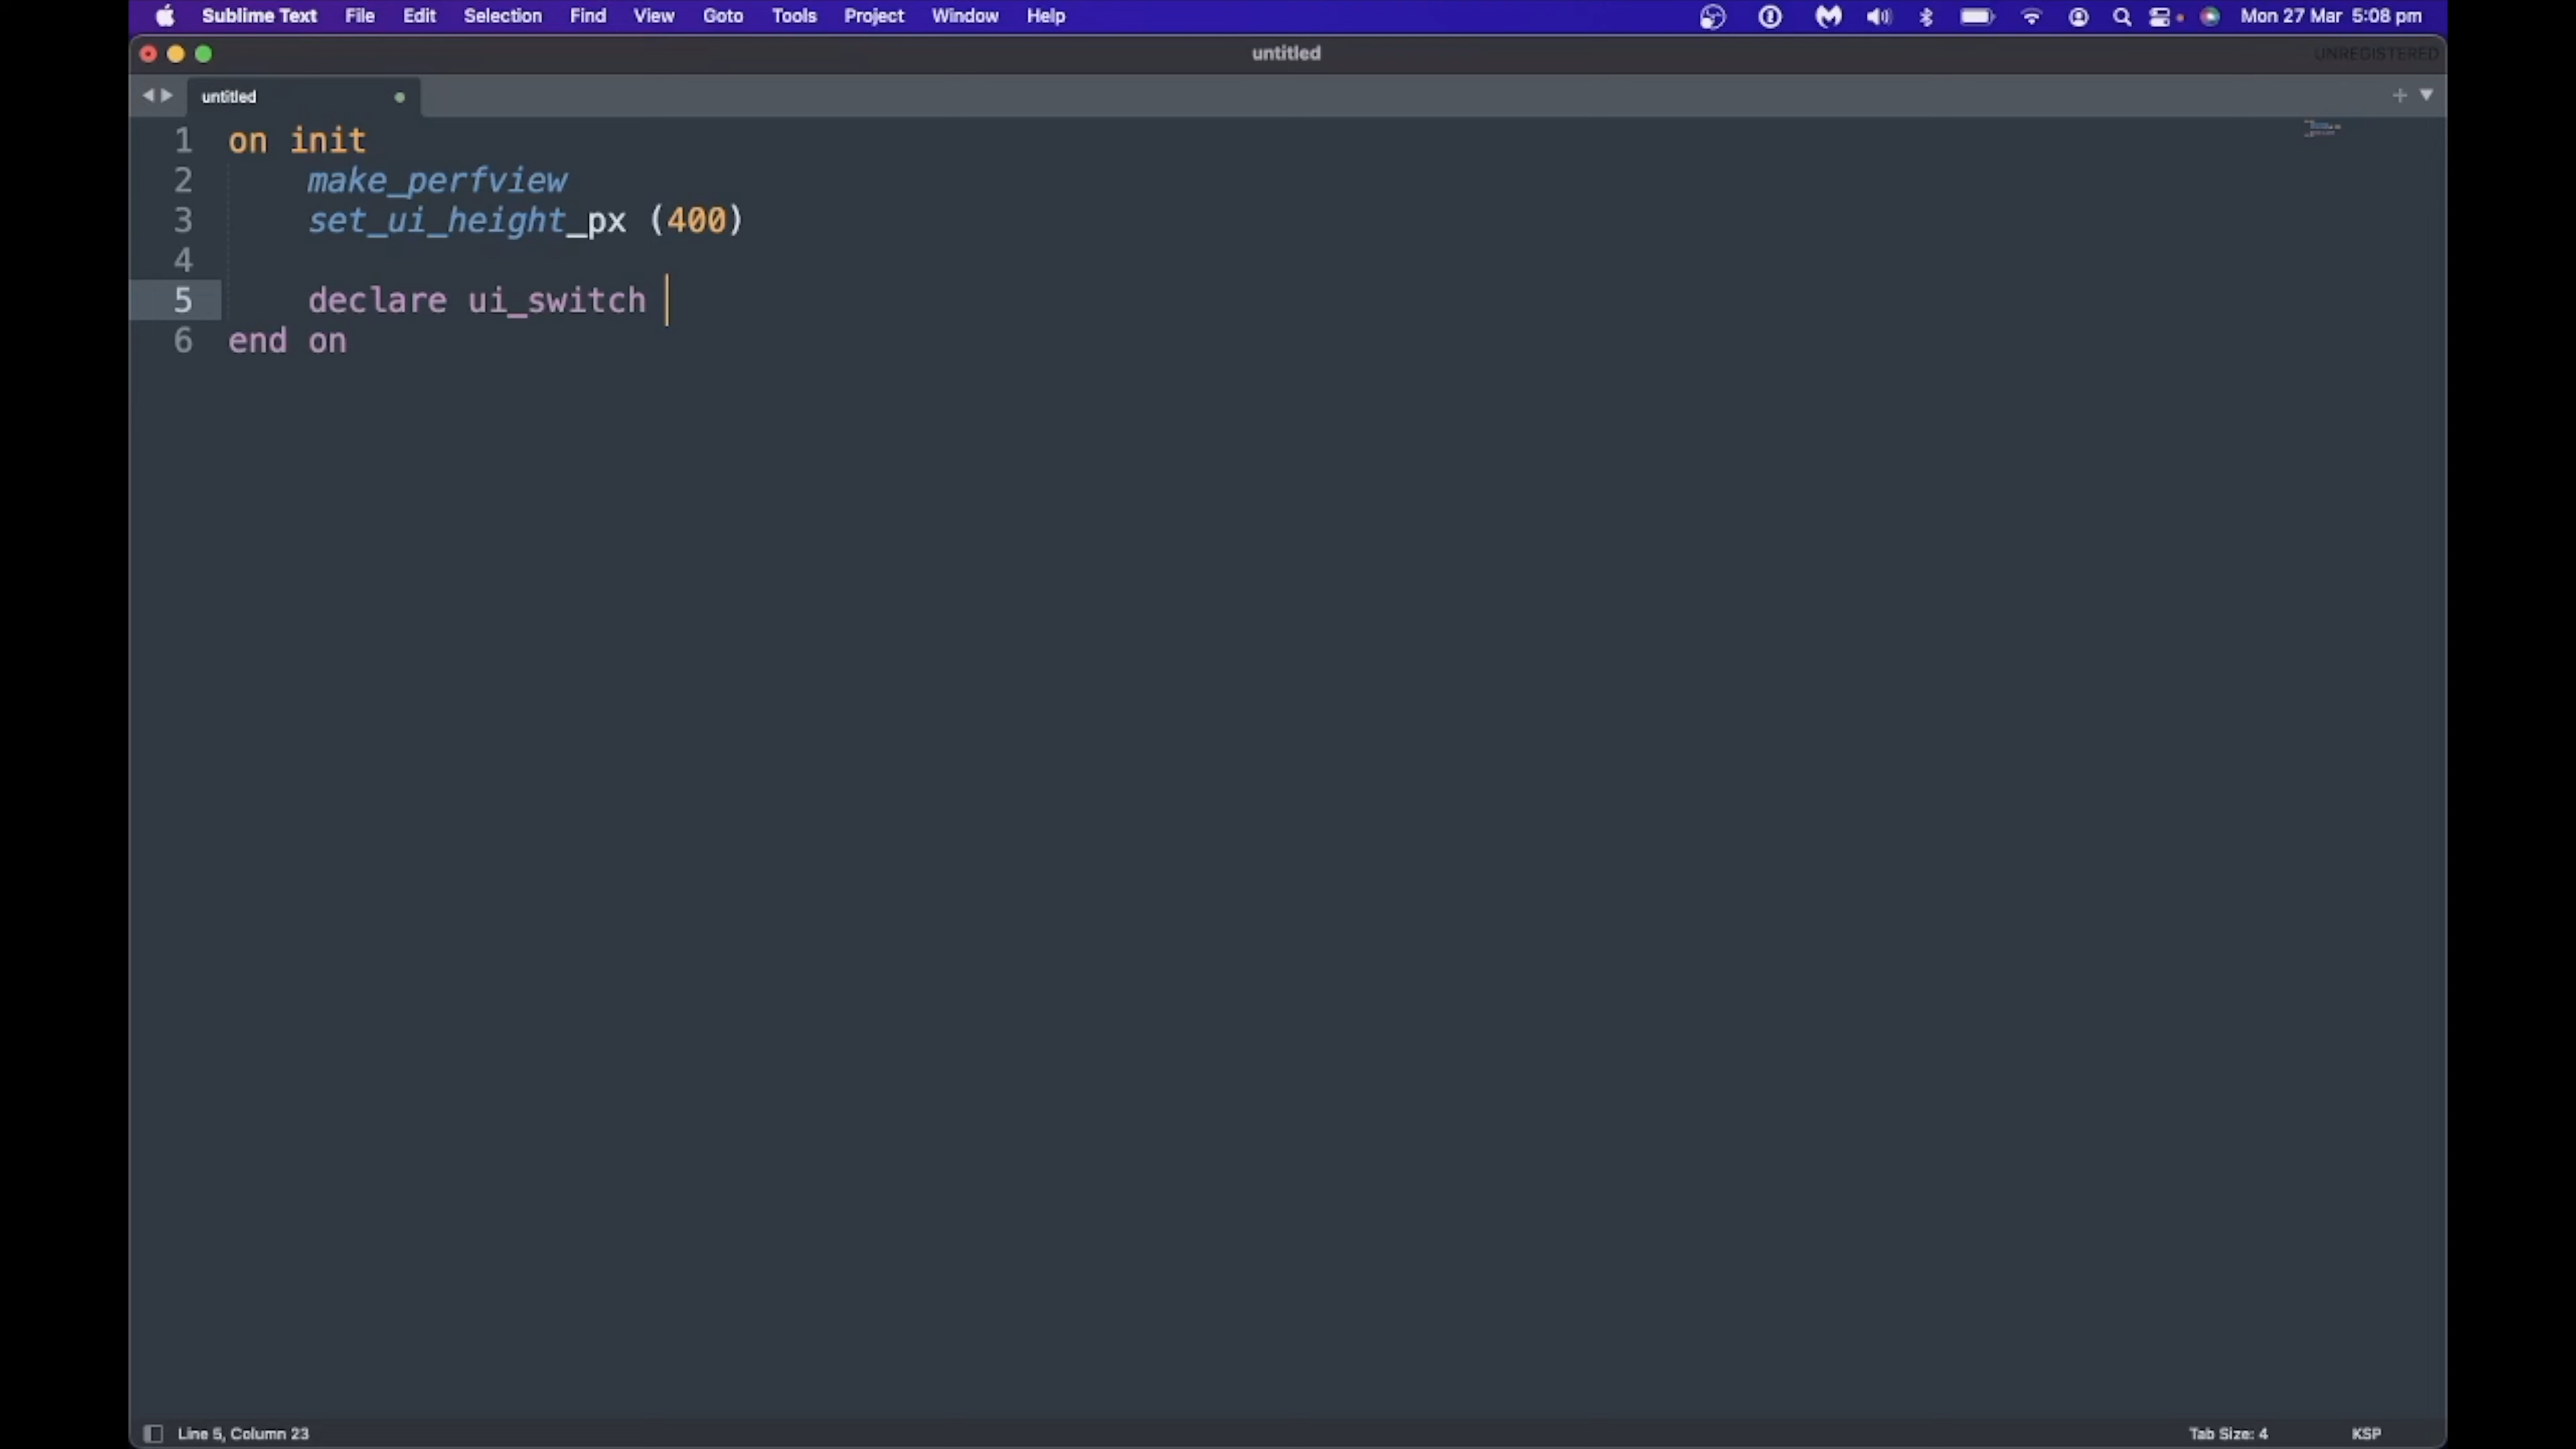 Sublime Text File Edit Selection Find View Goto Tools Project Window Help Mon 27 Mar 5:08 pm
untitled UNREGISTERED
untitled
1 on init
2 make_perfview
3 set_ui_height_px (400)
4
5 declare ui_switch
6 end on
Line 5, Column 23 Tab Size: 4 KSP